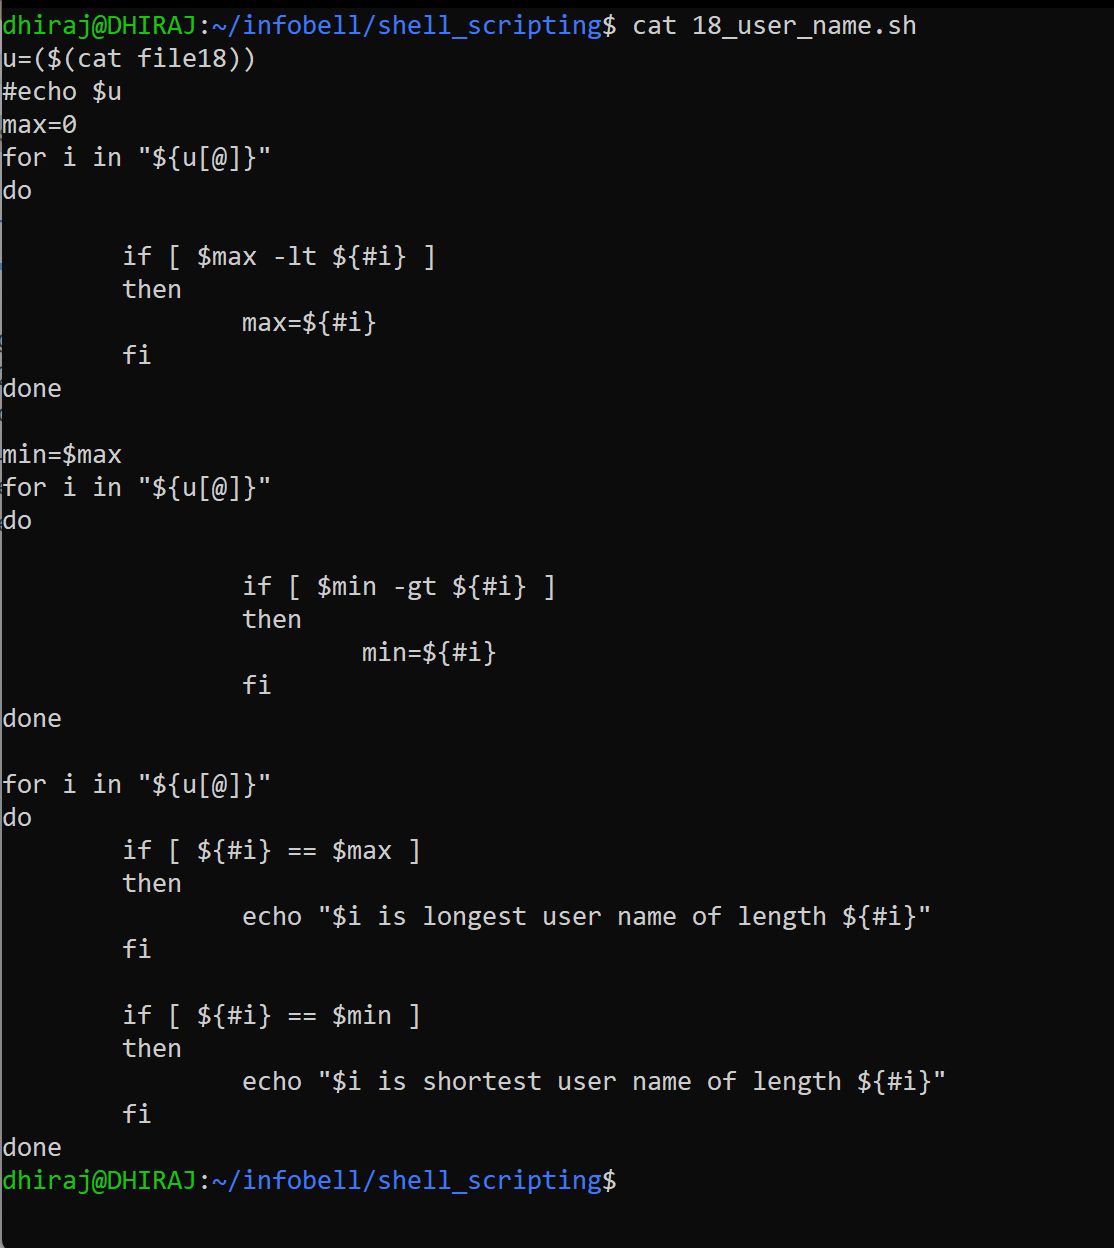 dhiraj@DHIRAJ:~/infobell/shell_scripting$ cat 18_user_name.sh
u=($(cat file18))
#echo $u
max=0
for i in "${u[@]}"
do
if [ $max -lt ${#i} ]
then
max=${#i}
fi
done
min=$max
for i in "${u[@]}"
do
if [ $min -gt ${#i} ]
then
min=${#i}
fi
done
for i in "${u[@]}"
do
if [ ${#i} == $max ]
then
echo "$i is longest user name of length ${#i}"
fi
if [ ${#i} == $min ]
then
echo "$i is shortest user name of length ${#i}"
fi
done
dhiraj@DHIRAJ:~/infobell/shell_scripting$